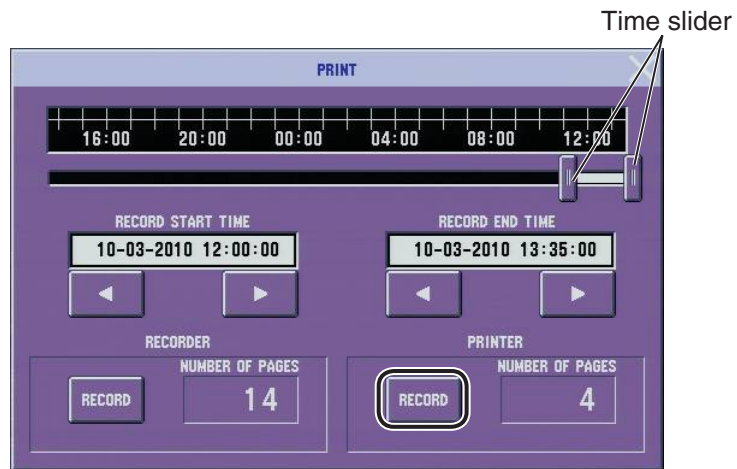 Time slider
PRINT
16:00 20:00 00:00 04:00 08:00 12:00
RECORD START TIME RECORD END TIME
10-03-2010 12:00:00 10-03-2010 13:35:00
RECORDER PRINTER
NUMBER OF PAGES NUMBER OF PAGES
RECORD 14 RECORD 4